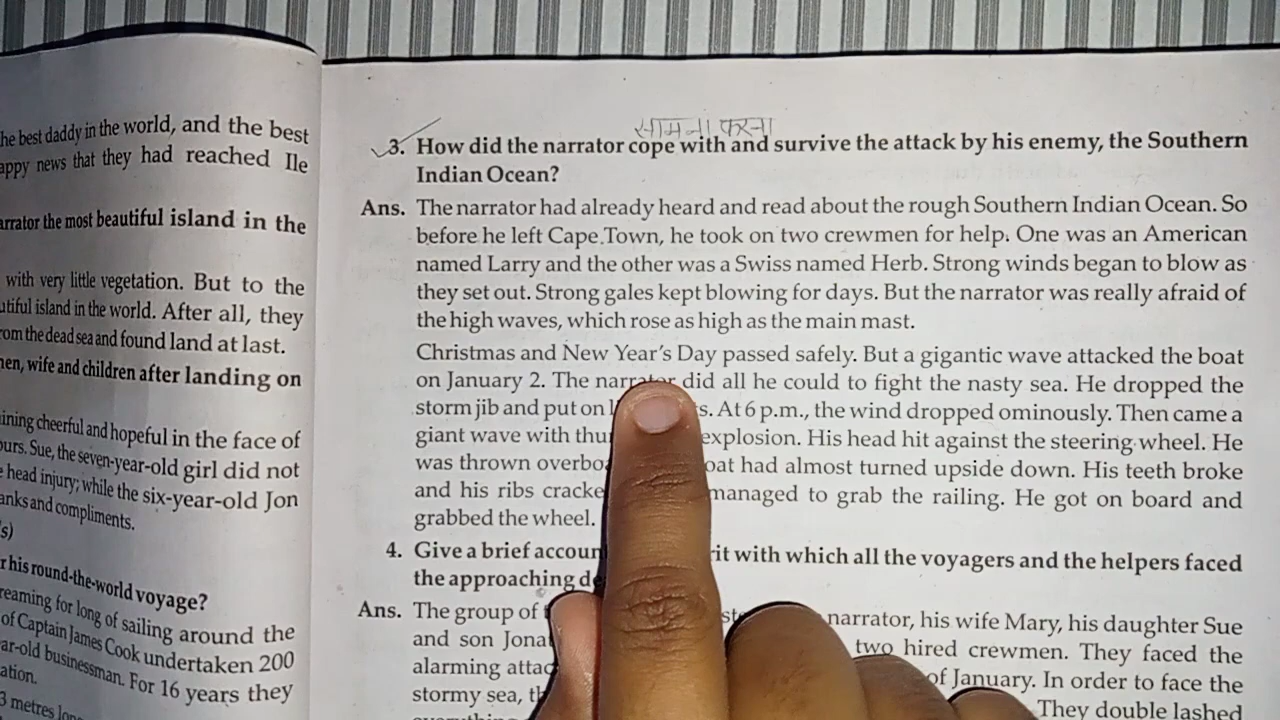 he best daddy in the world, and the best
appy news that they had reached Ile
arrator the most beautiful island in the
with very little vegetation. But to the
utiful island in the world. After all, they
rom the dead sea and found land at last.
men, wife and children after landing on
ining cheerful and hopeful in the face of
ours. Sue, the seven-year-old girl did not
e head injury; while the six-year-old Jon
anks and compliments.
s)
r his round-the-world voyage?
reaming for long of sailing around the
of Captain James Cook undertaken 200
ar-old businessman. For 16 years they
ation.
3 metres long
सामना करना
3. How did the narrator cope with and survive the attack by his enemy, the Southern
Indian Ocean?
Ans. The narrator had already heard and read about the rough Southern Indian Ocean. So
before he left Cape Town, he took on two crewmen for help. One was an American
named Larry and the other was a Swiss named Herb. Strong winds began to blow as
they set out. Strong gales kept blowing for days. But the narrator was really afraid of
the high waves, which rose as high as the main mast.
Christmas and New Year's Day passed safely. But a gigantic wave attacked the boat
on January 2. The narrator did all he could to fight the nasty sea. He dropped the
storm jib and put on s. At 6 p.m., the wind dropped ominously. Then came a
giant wave with explosion. His head hit against the steering wheel. He
was thrown overbo oat had almost turned upside down. His teeth broke
and his ribs cracke managed to grab the railing. He got on board and
grabbed the wheel.
4. Give a brief accoun rit with which all the voyagers and the helpers faced
the approaching
Ans. The group of narrator, his wife Mary, his daughter Sue
and son Jona two hired crewmen. They faced the
alarming attac of January. In order to face the
stormy sea, They double lashed